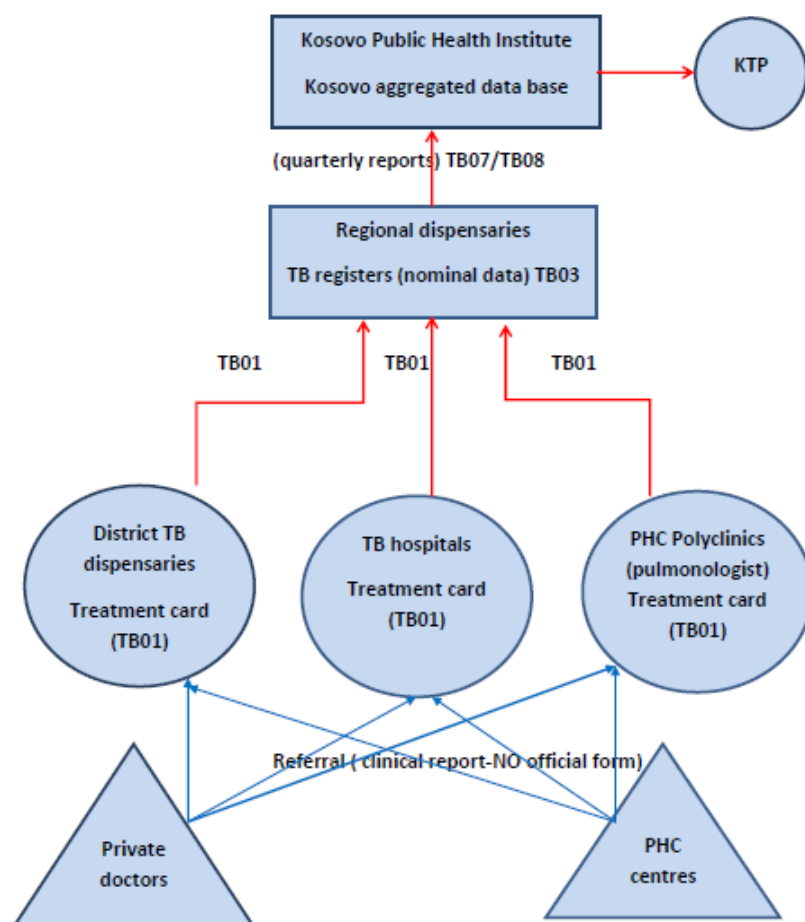 Kosovo Public Health Institute
Kosovo aggregated data base
KTP
(quarterly reports) TB07/TB08
Regional dispensaries
TB registers (nominal data) TB03
TB01
TB01
TB01
District TB
dispensaries
Treatment card
(TB01)
TB hospitals
Treatment card
(TB01)
PHC Polyclinics
(pulmonologist)
Treatment card
(TB01)
Referral ( clinical report-NO official form)
Private
doctors
PHC
centres